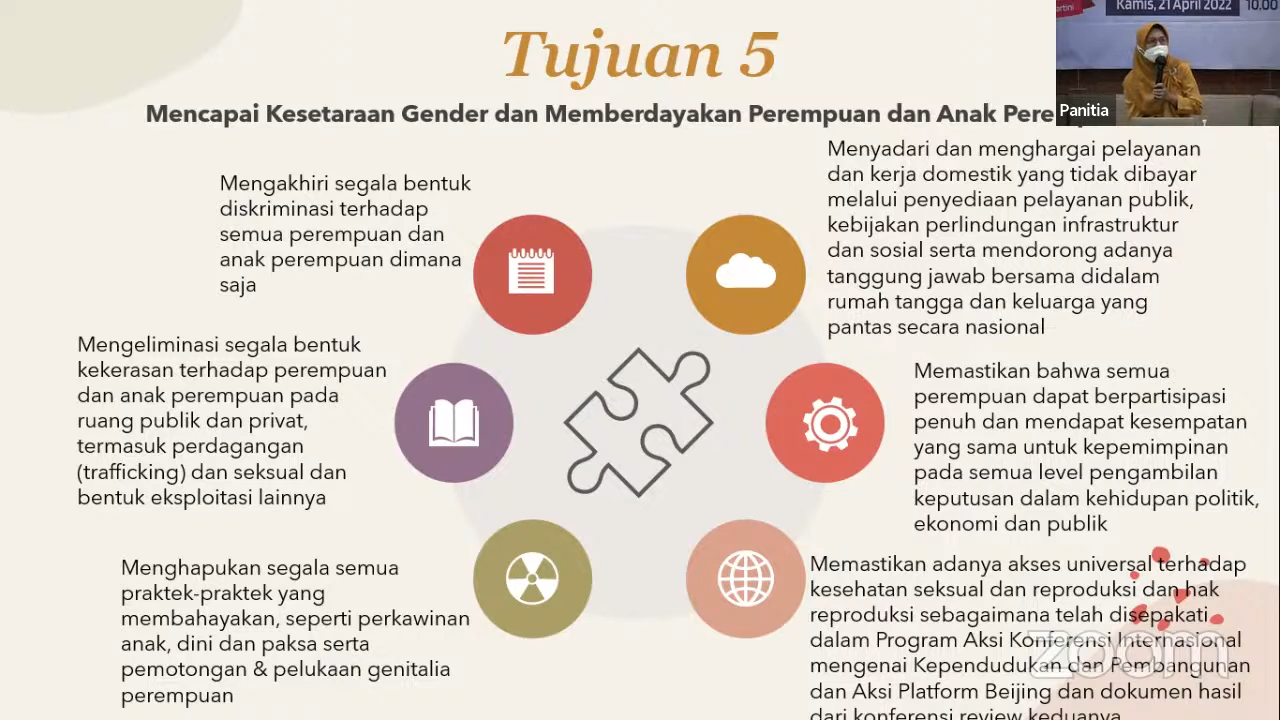 Tujuan 5
Mencapai Kesetaraan Gender dan Memberdayakan Perempuan dan Anak
Kamis, 21 April 2022
10.00
Panitia
Mengakhiri segala bentuk
diskriminasi terhadap
semua perempuan dan
anak perempuan dimana
saja
Mengeliminasi segala bentuk
kekerasan terhadap perempuan
dan anak perempuan pada
ruang publik dan privat,
termasuk perdagangan
(trafficking) dan seksual dan
bentuk eksploitasi lainnya
Menghapukan segala semua
praktek-praktek yang
membahayakan, seperti perkawinan
anak, dini dan paksa serta
pemotongan & pelukaan genitalia
perempuan
Menyadari dan menghargai pelayanan
dan kerja domestik yang tidak dibayar
melalui penyediaan pelayanan publik,
kebijakan perlindungan infrastruktur
dan sosial serta mendorong adanya
tanggung jawab bersama didalam
rumah tangga dan keluarga yang
pantas secara nasional
Memastikan bahwa semua
perempuan dapat berpartisipasi
penuh dan mendapat kesempatan
yang sama untuk kepemimpinan
pada semua level pengambilan
keputusan dalam kehidupan politik,
ekonomi dan publik
Memastikan adanya akses universal terhadap
kesehatan seksual dan reproduksi dan hak
reproduksi sebagaimana telah disepakati
dalam Program Aksi Konferensi Internasional
mengenai Kependudukan dan Pembangunan
dan Aksi Platform Beijing dan dokumen hasil
dari konferensi review keduanya
zoom